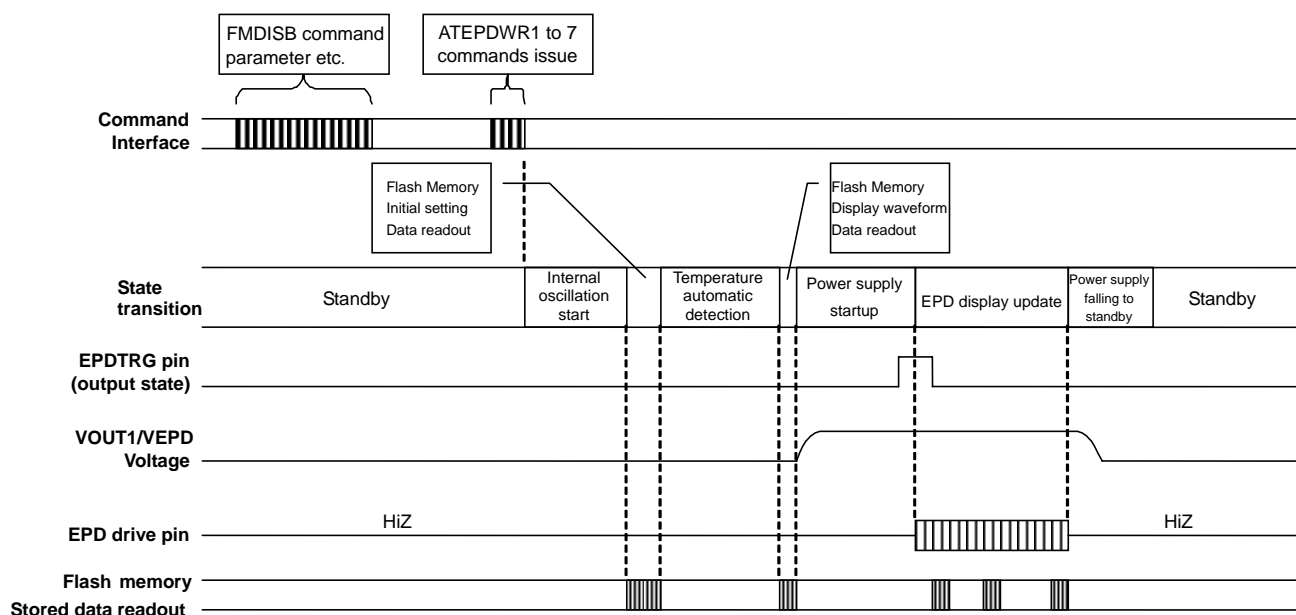 FMDISB command
parameter etc.
ATEPDWR1 to 7
commands issue
Command
Interface
Flash Memory
Initial setting
Data readout
Flash Memory
Display waveform
Data readout
State
transition
Standby
Internal
oscillation
start
Temperature
automatic
detection
Power supply
startup
EPD display update
Power supply
falling to
standby
Standby
EPDTRG pin
(output state)
VOUT1/VEPD
Voltage
EPD drive pin
HiZ
HiZ
Flash memory
Stored data readout